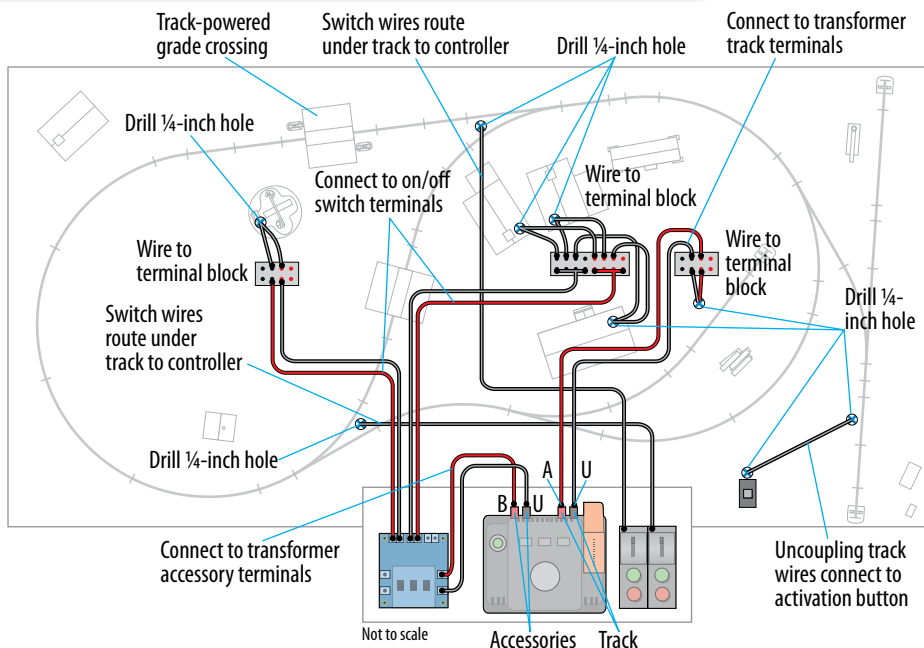 Track-powered
grade crossing
Switch wires route
under track to controller
Drill ¼-inch hole
Connect to transformer
track terminals
Drill ¼-inch hole
Connect to on/off
switch terminals
Wire to
terminal block
Wire to
terminal block
Wire to
terminal
block
Switch wires
route under
track to controller
Drill ¼-
inch hole
Drill ¼-inch hole
A
U
B
U
Connect to transformer
accessory terminals
Uncoupling track
wires connect to
activation button
Not to scale
Accessories
Track